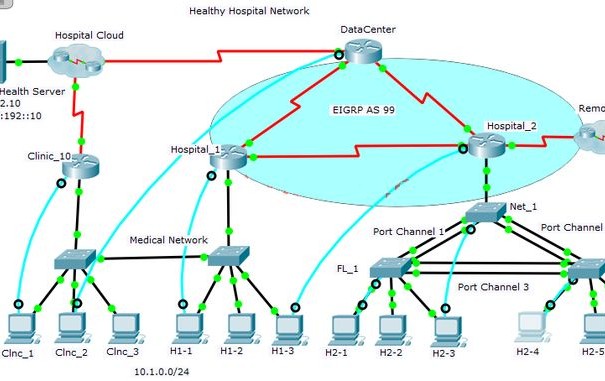 Healthy Hospital Network
DataCenter
Hospital Cloud
Health Server
2.10
:192::10
EIGRP AS 99
Remo
Hospital_1
Hospital_2
Clinic_10
Net_1
Port Channel 1
Port Channel
Medical Network
FL_1
Port Channel 3
Clnc_1
Clnc_2
Clnc_3
H1-1
H1-2
H1-3
H2-1
H2-2
H2-3
H2-4
H2-5
10.1.0.0/24